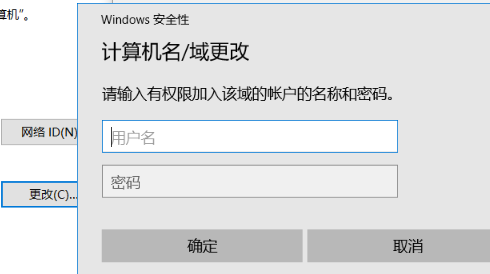 算机”。
Windows 安全性
计算机名/域更改
请输入有权限加入该域的帐户的名称和密码。
用户名
网络 ID(N)
密码
更改(C)...
确定
取消